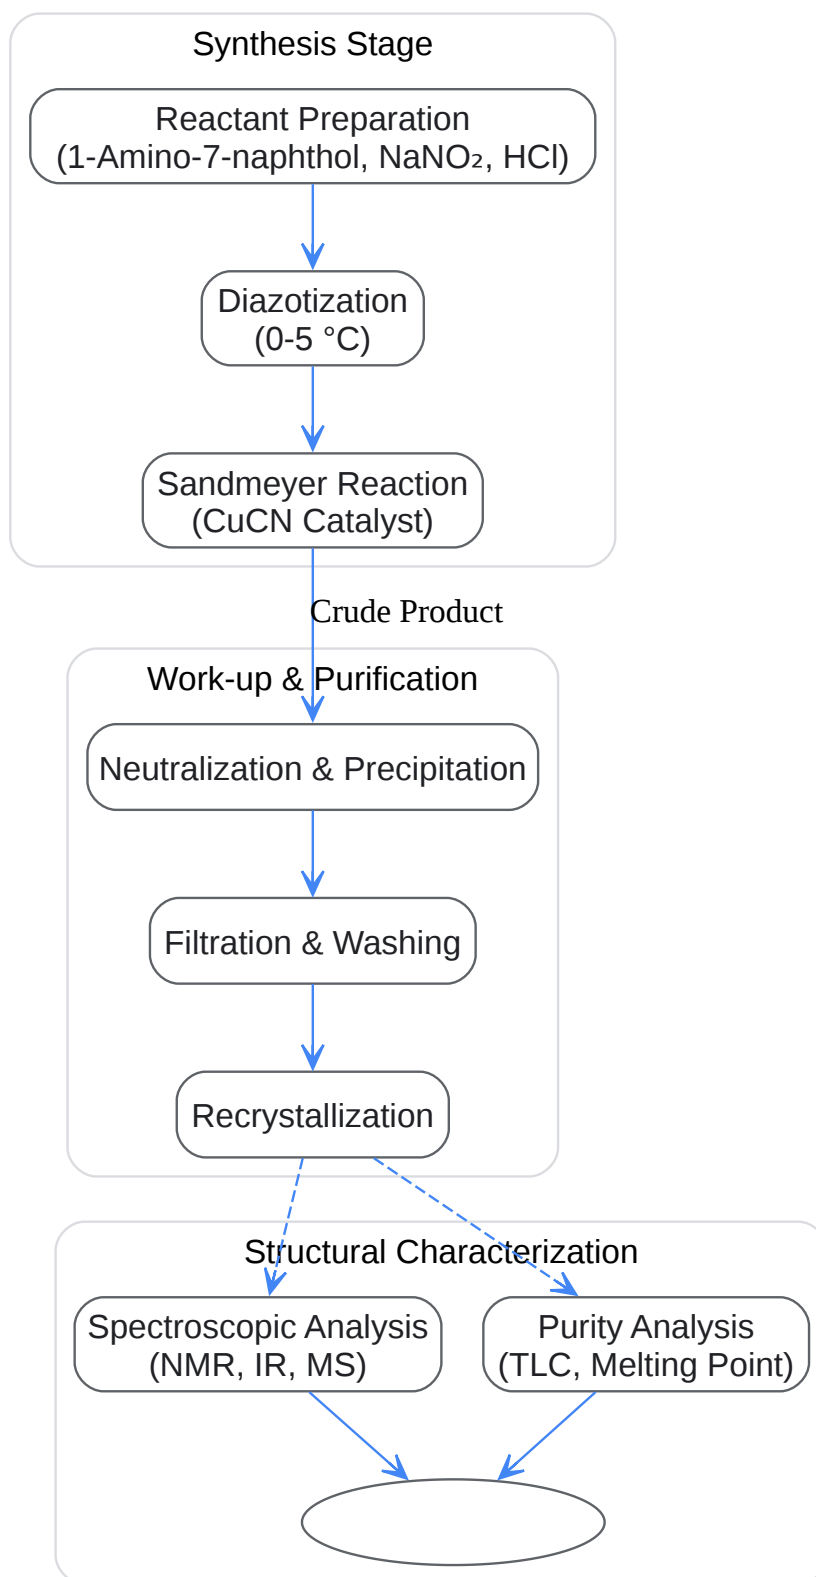 Synthesis Stage
Reactant Preparation
(1-Amino-7-naphthol, NaNO₂, HCl)
Diazotization
(0-5 °C)
Sandmeyer Reaction
(CuCN Catalyst)
Crude Product
Work-up & Purification
Neutralization & Precipitation
Filtration & Washing
Recrystallization
Structural Characterization
Spectroscopic Analysis
(NMR, IR, MS)
Purity Analysis
(TLC, Melting Point)